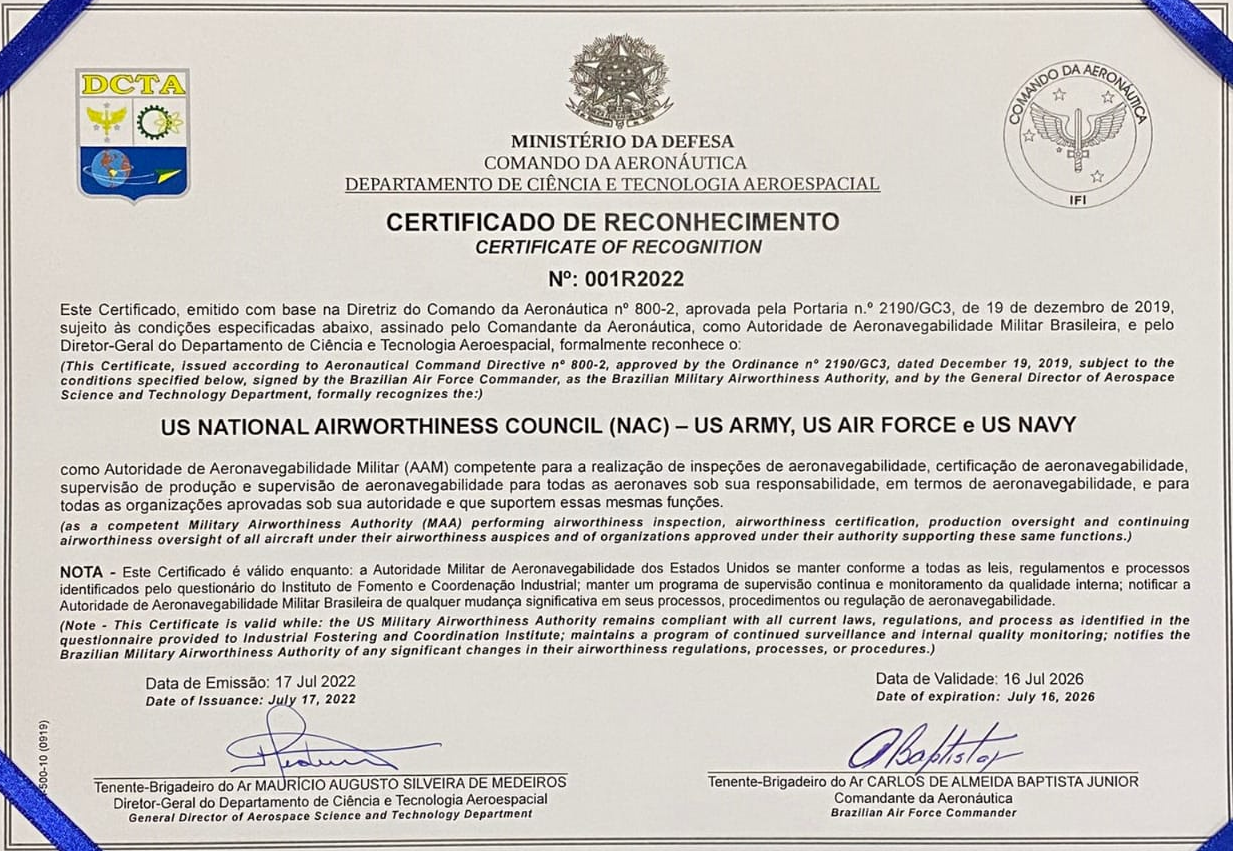 DCTA
COMANDO DA AERONÁUTICA
IFI
MINISTÉRIO DA DEFESA
COMANDO DA AERONÁUTICA
DEPARTAMENTO DE CIÊNCIA E TECNOLOGIA AEROESPACIAL
CERTIFICADO DE RECONHECIMENTO
CERTIFICATE OF RECOGNITION
Nº: 001R2022
Este Certificado, emitido com base na Diretriz do Comando da Aeronáutica nº 800-2, aprovada pela Portaria n.º 2190/GC3, de 19 de dezembro de 2019,
sujeito às condições especificadas abaixo, assinado pelo Comandante da Aeronáutica, como Autoridade de Aeronavegabilidade Militar Brasileira, e pelo
Diretor-Geral do Departamento de Ciência e Tecnologia Aeroespacial, formalmente reconhece o:
(This Certificate, issued according to Aeronautical Command Directive nº 800-2, approved by the Ordinance nº 2190/GC3, dated December 19, 2019, subject to the
conditions specified below, signed by the Brazilian Air Force Commander, as the Brazilian Military Airworthiness Authority, and by the General Director of Aerospace
Science and Technology Department, formally recognizes the:)
US NATIONAL AIRWORTHINESS COUNCIL (NAC) – US ARMY, US AIR FORCE e US NAVY
como Autoridade de Aeronavegabilidade Militar (AAM) competente para a realização de inspeções de aeronavegabilidade, certificação de aeronavegabilidade,
supervisão de produção e supervisão de aeronavegabilidade para todas as aeronaves sob sua responsabilidade, em termos de aeronavegabilidade, e para
todas as organizações aprovadas sob sua autoridade e que suportem essas mesmas funções.
(as a competent Military Airworthiness Authority (MAA) performing airworthiness inspection, airworthiness certification, production oversight and continuing
airworthiness oversight of all aircraft under their airworthiness auspices and of organizations approved under their authority supporting these same functions.)
NOTA - Este Certificado é válido enquanto: a Autoridade Militar de Aeronavegabilidade dos Estados Unidos se manter conforme a todas as leis, regulamentos e processos
identificados pelo questionário do Instituto de Fomento e Coordenação Industrial; manter um programa de supervisão continua e monitoramento da qualidade interna; notificar a
Autoridade de Aeronavegabilidade Militar Brasileira de qualquer mudança significativa em seus processos, procedimentos ou regulação de aeronavegabilidade.
(Note - This Certificate is valid while: the US Military Airworthiness Authority remains compliant with all current laws, regulations, and process as identified in the
questionnaire provided to Industrial Fostering and Coordination Institute; maintains a program of continued surveillance and internal quality monitoring; notifies the
Brazilian Military Airworthiness Authority of any significant changes in their airworthiness regulations, processes, or procedures.)
Data de Emissão: 17 Jul 2022
Date of Issuance: July 17, 2022
Data de Validade: 16 Jul 2026
Date of expiration: July 16, 2026
-500-10 (0919)
Tenente-Brigadeiro do Ar MAURÍCIO AUGUSTO SILVEIRA DE MEDEIROS
Diretor-Geral do Departamento de Ciência e Tecnologia Aeroespacial
General Director of Aerospace Science and Technology Department
ABaptista
Tenente-Brigadeiro do Ar CARLOS DE ALMEIDA BAPTISTA JUNIOR
Comandante da Aeronáutica
Brazilian Air Force Commander